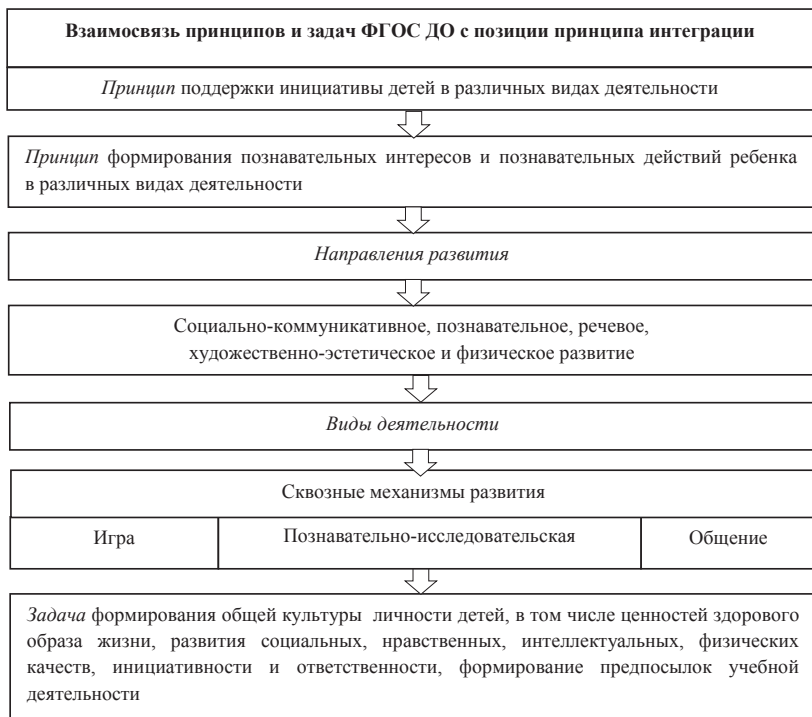 Взаимосвязь принципов и задач ФГОС ДО с позиции принципа интеграции
Принцип поддержки инициативы детей в различных видах деятельности
Принцип формирования познавательных интересов и познавательных действий ребенка
в различных видах деятельности
Направления развития
Социально-коммуникативное, познавательное, речевое,
художественно-эстетическое и физическое развитие
Виды деятельности
Сквозные механизмы развития
Игра
Познавательно-исследовательская
Общение
Задача формирования общей культуры личности детей, в том числе ценностей здорового
образа жизни, развития социальных, нравственных, интеллектуальных, физических
качеств, инициативности и ответственности, формирование предпосылок учебной
деятельности